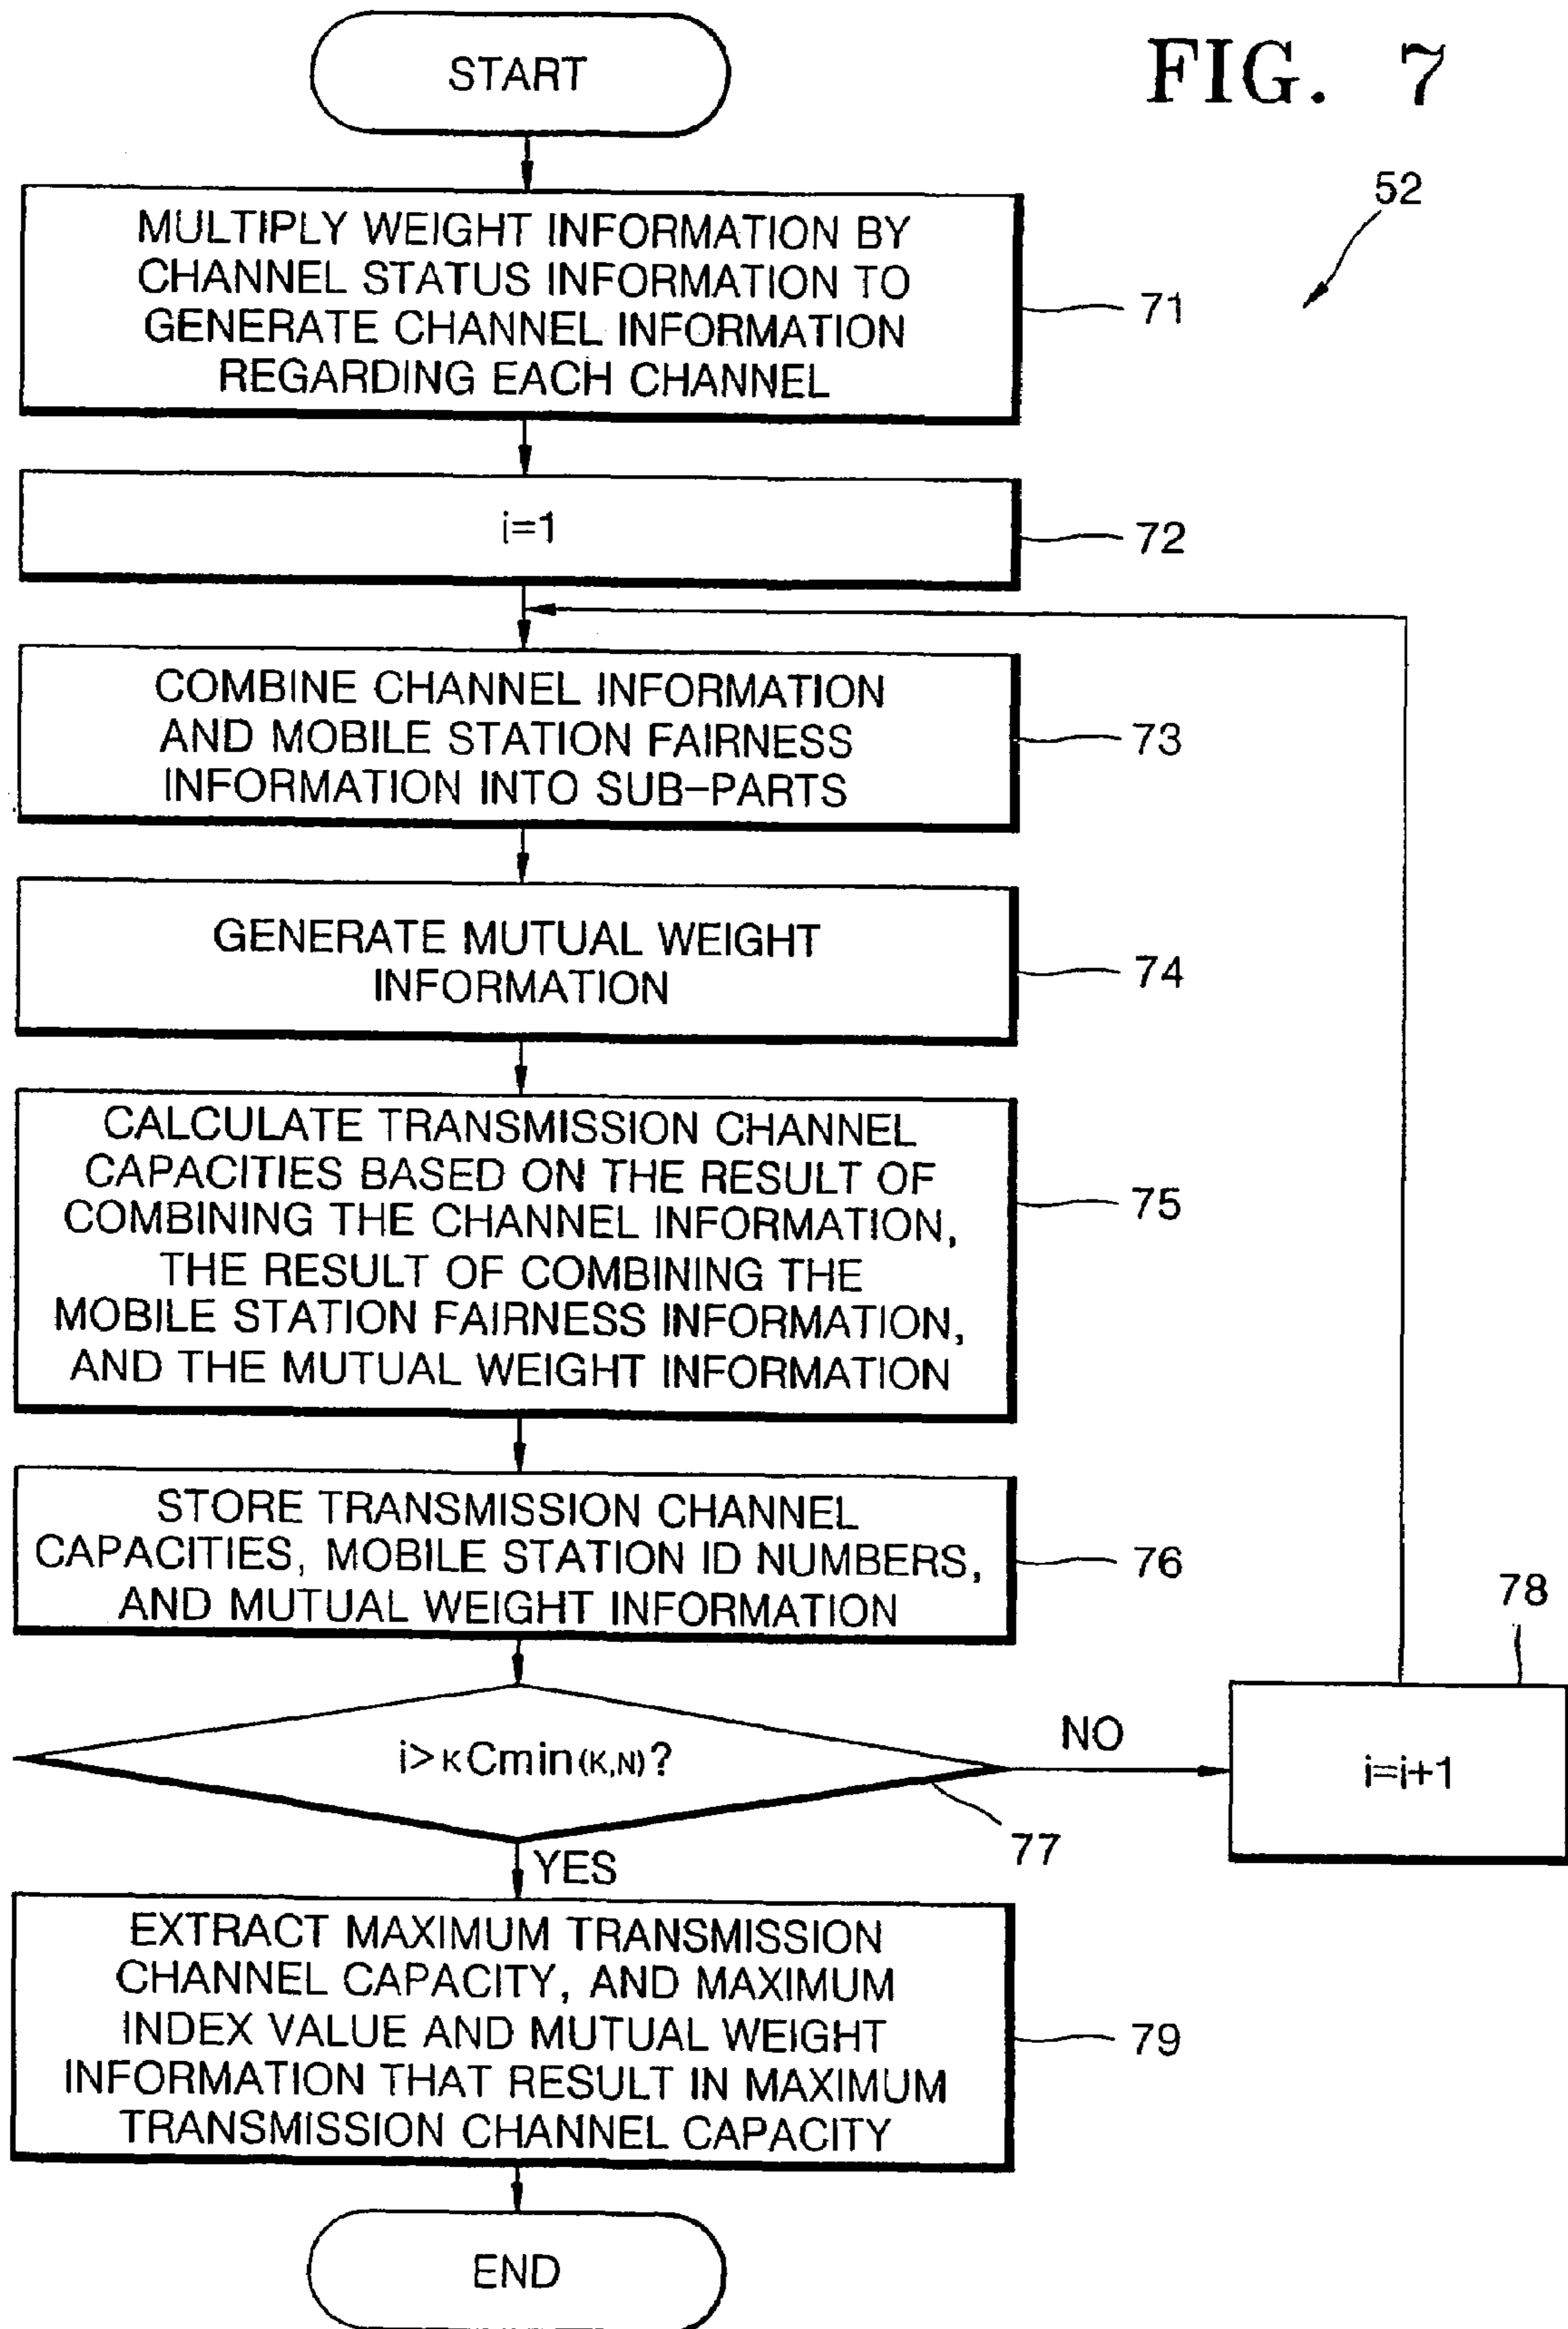 START
FIG. 7
52
MULTIPLY WEIGHT INFORMATION BY
CHANNEL STATUS INFORMATION TO
GENERATE CHANNEL INFORMATION
REGARDING EACH CHANNEL
71
i=1
72
COMBINE CHANNEL INFORMATION
AND MOBILE STATION FAIRNESS
INFORMATION INTO SUB-PARTS
73
GENERATE MUTUAL WEIGHT
INFORMATION
74
CALCULATE TRANSMISSION CHANNEL
CAPACITIES BASED ON THE RESULT OF
COMBINING THE CHANNEL INFORMATION,
THE RESULT OF COMBINING THE
MOBILE STATION FAIRNESS INFORMATION,
AND THE MUTUAL WEIGHT INFORMATION
75
STORE TRANSMISSION CHANNEL
CAPACITIES, MOBILE STATION ID NUMBERS,
AND MUTUAL WEIGHT INFORMATION
76
78
i>KCmin(K,N)?
NO
i=i+1
77
YES
EXTRACT MAXIMUM TRANSMISSION
CHANNEL CAPACITY, AND MAXIMUM
INDEX VALUE AND MUTUAL WEIGHT
INFORMATION THAT RESULT IN MAXIMUM
TRANSMISSION CHANNEL CAPACITY
79
END